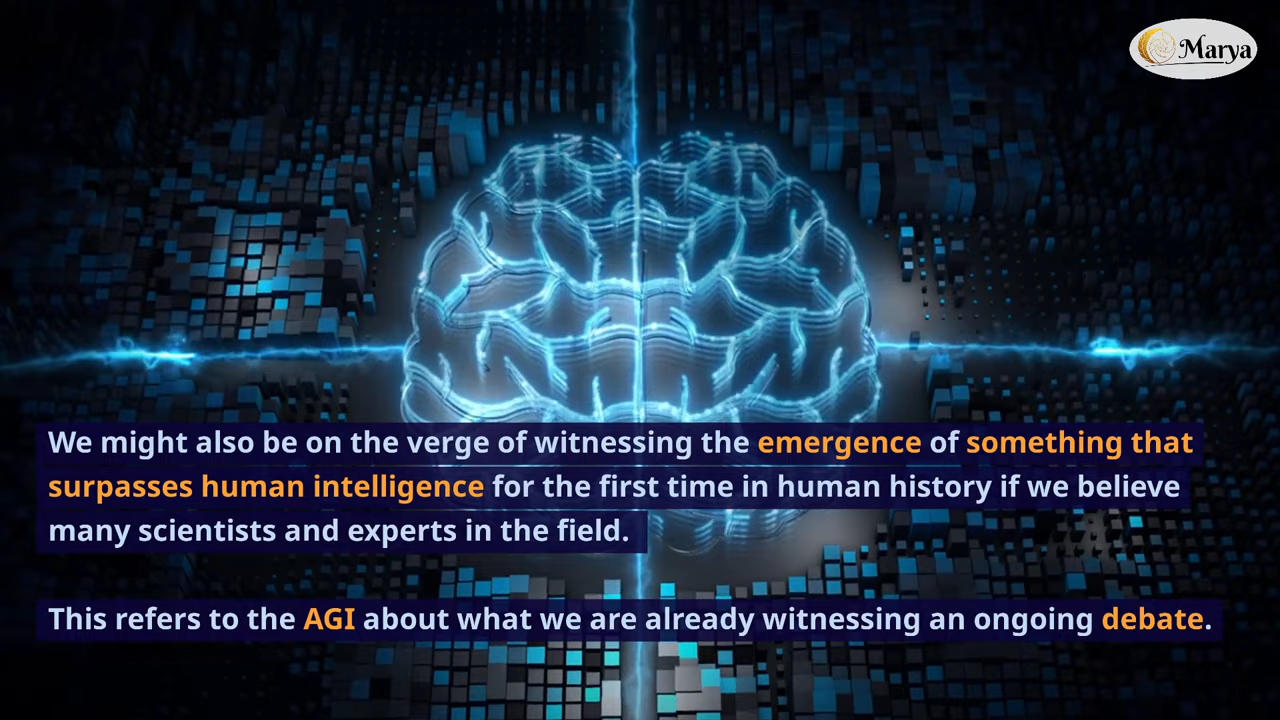 Marya
We might also be on the verge of witnessing the emergence of something that
surpasses human intelligence for the first time in human history if we believe
many scientists and experts in the field.
This refers to the AGI about what we are already witnessing an ongoing debate.